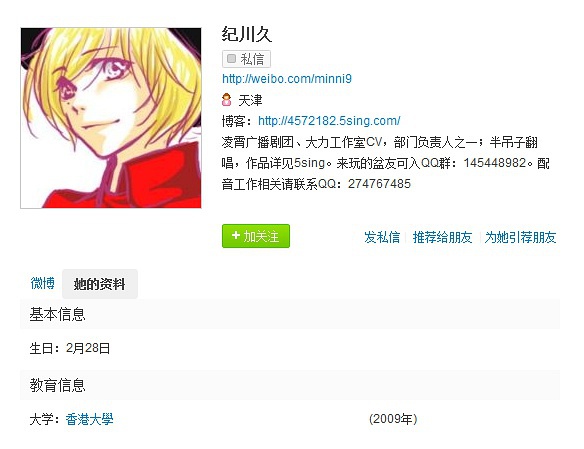 纪川久
私信
http://weibo.com/minni9
天津
博客：http://4572182.5sing.com/
凌霄广播剧团、大力工作室CV，部门负责人之一；半吊子翻
唱，作品详见5sing。来玩的盆友可入QQ群：145448982。配
音工作相关请联系QQ：274767485
+ 加关注 发私信 推荐给朋友 为她引荐朋友
微博 她的资料
基本信息
生日：2月28日
教育信息
大学：香港大學 (2009年)